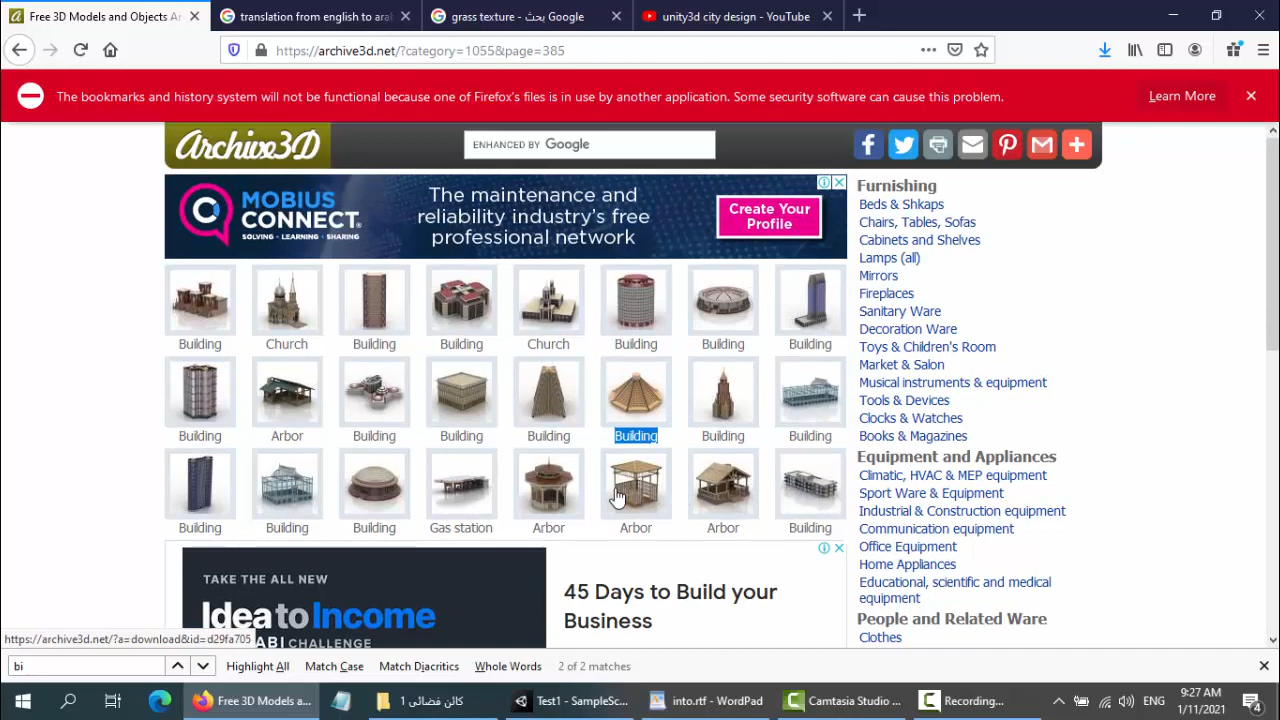 Free 3D Models and Objects Ar
translation from english to ara
grass texture - بحث Google
unity3d city design - YouTube
https://archive3d.net/?category=1055&page=385
The bookmarks and history system will not be functional because one of Firefox's files is in use by another application. Some security software can cause this problem.
Learn More
Archive3D
ENHANCED BY Google
MOBIUS CONNECT.
SOLVING · LEARNING · SHARING
The maintenance and
reliability industry's free
professional network
Create Your
Profile
Building Church Building Building Church Building Building Building
Building Arbor Building Building Building Building Building Building
Building Building Building Gas station Arbor Arbor Arbor Building
Furnishing
Beds & Shkaps
Chairs, Tables, Sofas
Cabinets and Shelves
Lamps (all)
Mirrors
Fireplaces
Sanitary Ware
Decoration Ware
Toys & Children's Room
Market & Salon
Musical instruments & equipment
Tools & Devices
Clocks & Watches
Books & Magazines
Equipment and Appliances
Climatic, HVAC & MEP equipment
Sport Ware & Equipment
Industrial & Construction equipment
Communication equipment
Office Equipment
Home Appliances
Educational, scientific and medical
equipment
People and Related Ware
Clothes
TAKE THE ALL NEW
Idea to Income
ABI CHALLENGE
45 Days to Build your
Business
https://archive3d.net/?a=download&id=d29fa705
bi
Highlight All
Match Case
Match Diacritics
Whole Words
2 of 2 matches
Free 3D Models a...
كائن فضائى 1
Test1 - SampleSc...
into.rtf - WordPad
Camtasia Studio ...
Recording...
ENG
9:27 AM
1/11/2021
4